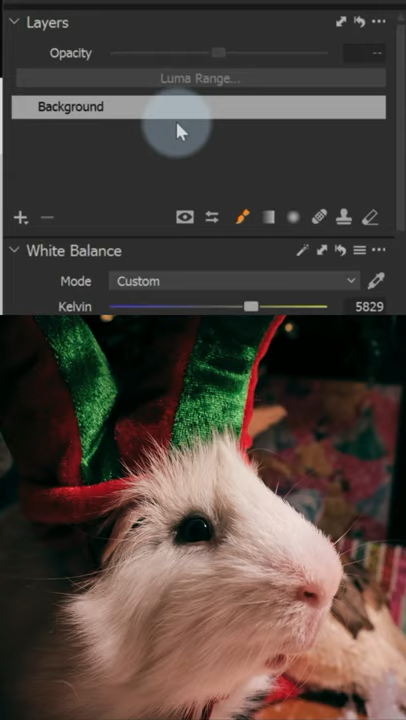 Layers
Opacity --
Luma Range...
Background
White Balance
Mode Custom
Kelvin 5829